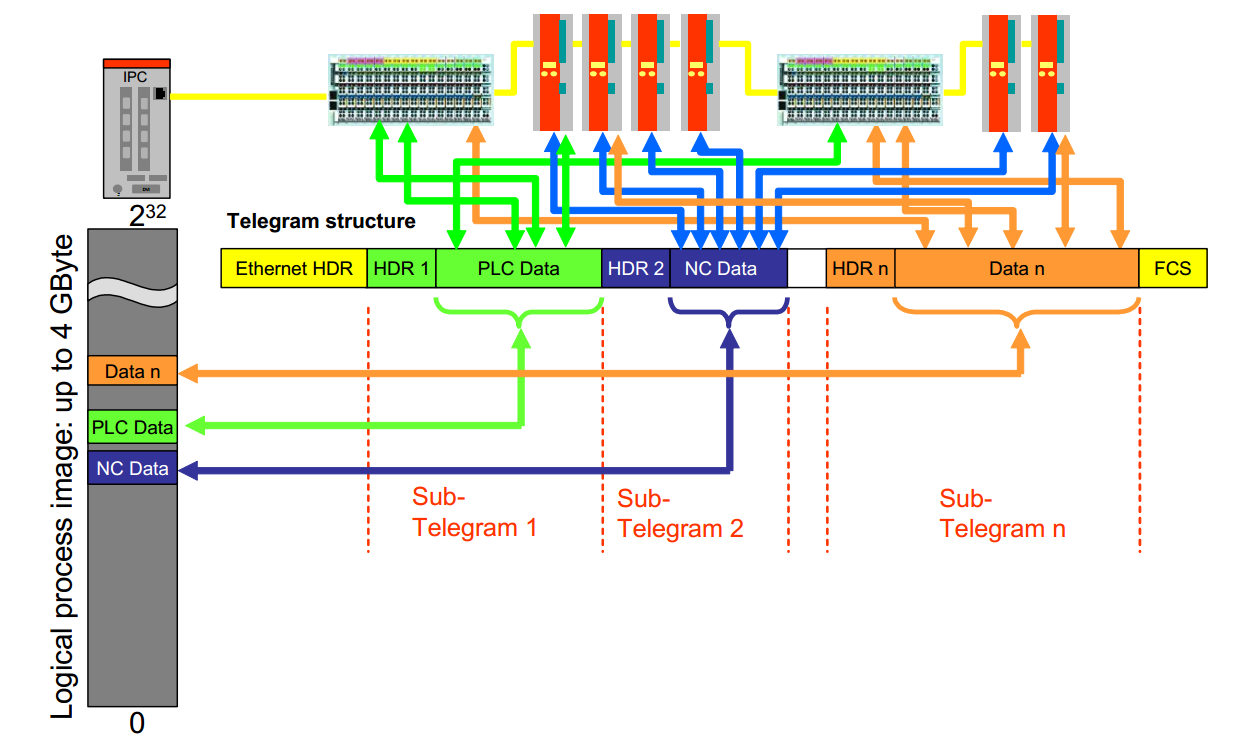 IPC
2³²
Telegram structure
Ethernet HDR
HDR 1
PLC Data
HDR 2
NC Data
HDR n
Data n
FCS
Logical process image: up to 4 GByte
Data n
PLC Data
NC Data
Sub-
Telegram 1
Sub-
Telegram 2
Sub-
Telegram n
0